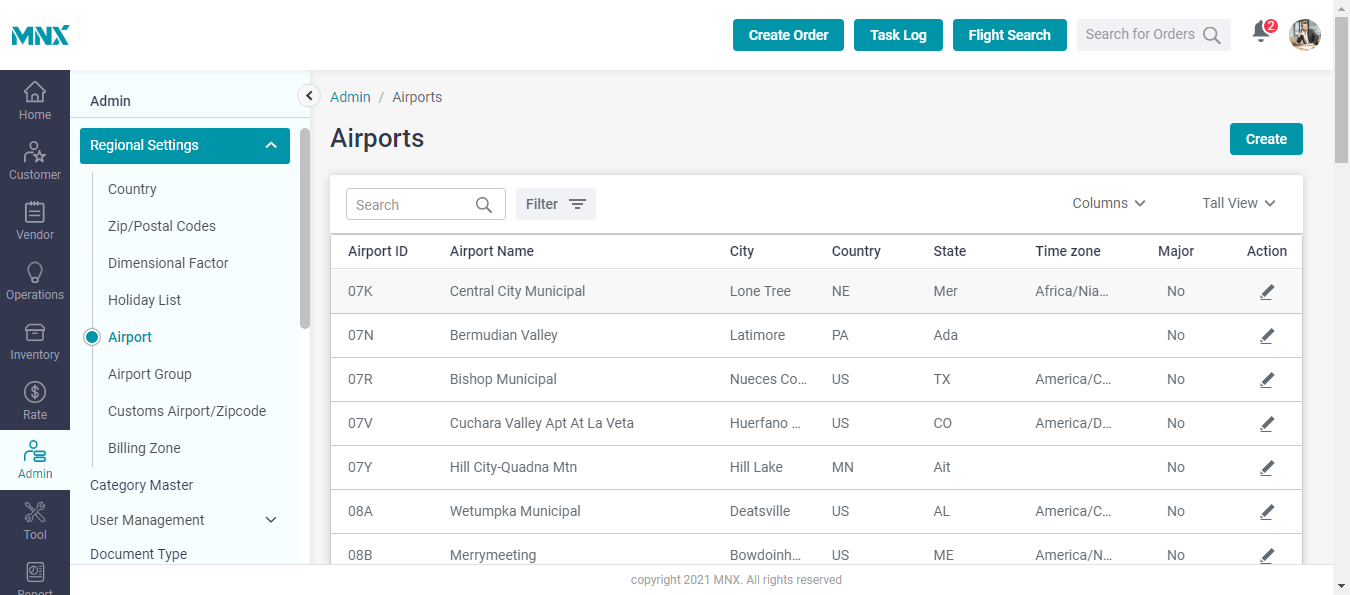 MNX
Create Order
Task Log
Flight Search
Search for Orders
2
Home
Customer
Vendor
Operations
Inventory
Rate
Admin
Tool
Report
Admin
Regional Settings
Country
Zip/Postal Codes
Dimensional Factor
Holiday List
Airport
Airport Group
Customs Airport/Zipcode
Billing Zone
Category Master
User Management
Document Type
Admin / Airports
Airports
Create
Search
Filter
Columns
Tall View
Airport ID Airport Name City Country State Time zone Major Action
07K Central City Municipal Lone Tree NE Mer Africa/Nia... No
07N Bermudian Valley Latimore PA Ada No
07R Bishop Municipal Nueces Co... US TX America/C... No
07V Cuchara Valley Apt At La Veta Huerfano ... US CO America/D... No
07Y Hill City-Quadna Mtn Hill Lake MN Ait No
08A Wetumpka Municipal Deatsville US AL America/C... No
08B Merrymeeting Bowdoinh... US ME America/N... No
copyright 2021 MNX. All rights reserved